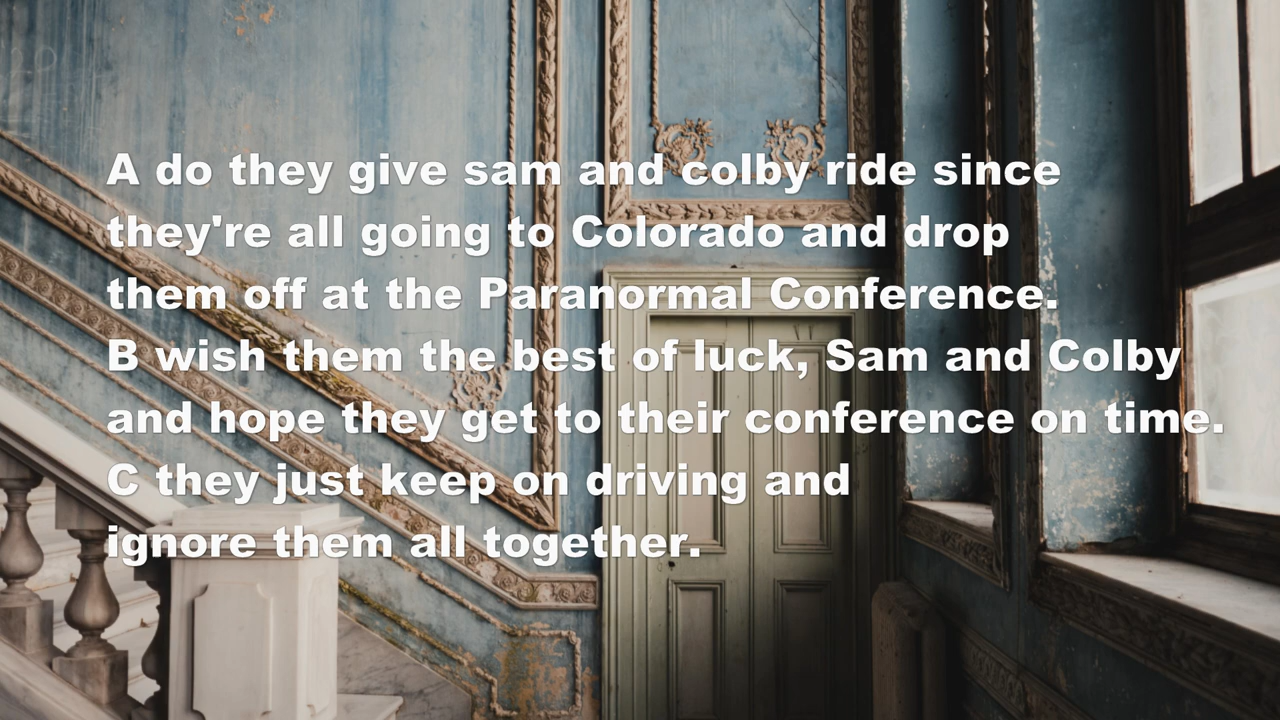 A do they give sam and colby ride since
they're all going to Colorado and drop
them off at the Paranormal Conference.
B wish them the best of luck, Sam and Colby
and hope they get to their conference on time.
C they just keep on driving and
ignore them all together.